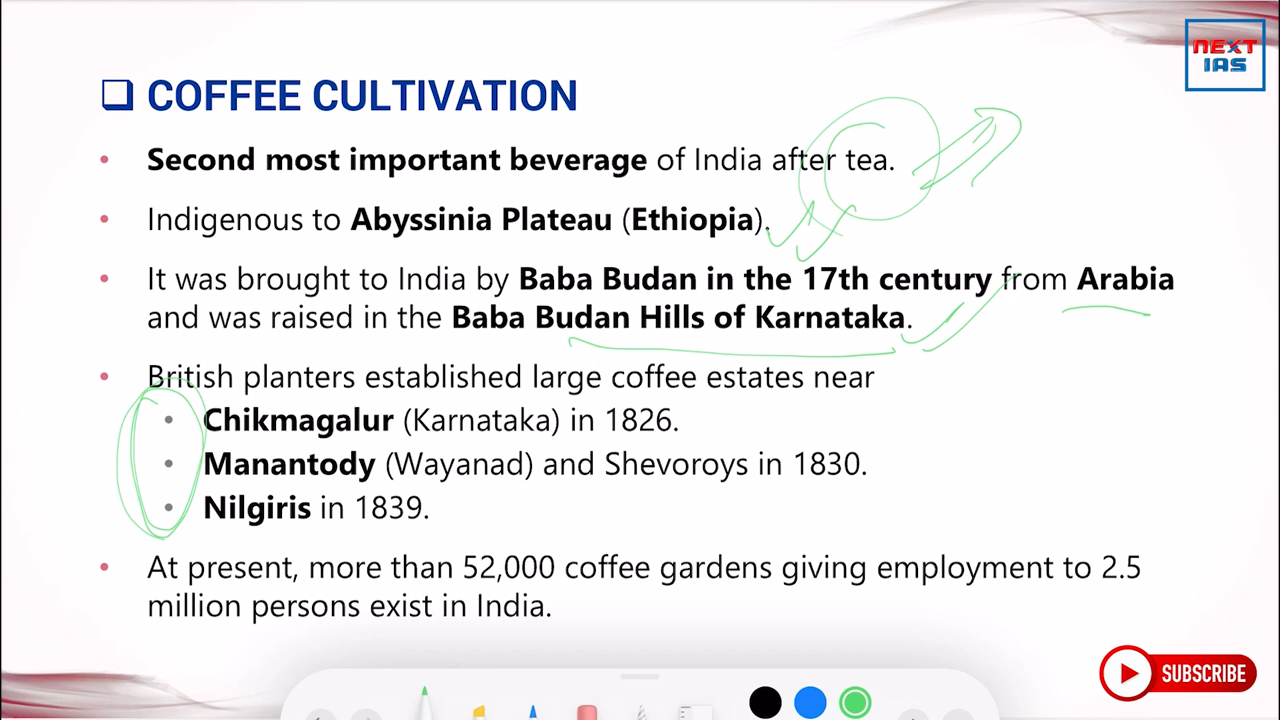 NEXT
IAS
❑ COFFEE CULTIVATION
• Second most important beverage of India after tea.
• Indigenous to Abyssinia Plateau (Ethiopia).
• It was brought to India by Baba Budan in the 17th century from Arabia
and was raised in the Baba Budan Hills of Karnataka.
• British planters established large coffee estates near
• Chikmagalur (Karnataka) in 1826.
• Manantody (Wayanad) and Shevoroys in 1830.
• Nilgiris in 1839.
• At present, more than 52,000 coffee gardens giving employment to 2.5
million persons exist in India.
SUBSCRIBE